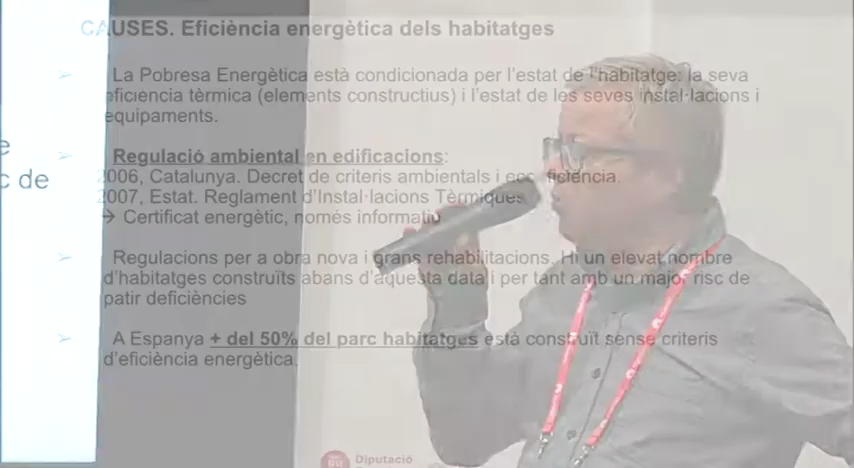 CAUSES. Eficiència energètica dels habitatges
La Pobresa Energètica està condicionada per l'estat de l'habitatge: la seva
eficiencia tèrmica (elements constructius) i l'estat de les seves instal·lacions i
equipaments.
Regulació ambiental en edificacions:
2006, Catalunya. Decret de criteris ambientals i ecoeficiència.
2007, Estat. Reglament d'Instal·lacions Tèrmiques
→ Certificat energètic, només informatiu
Regulacions per a obra nova i grans rehabilitacions. Hi un elevat nombre
d'habitatges construïts abans d'aquesta data i per tant amb un major risc de
patir deficiències
A Espanya + del 50% del parc habitatges està construït sense criteris
d'eficiència energètica.
c de
Diputació